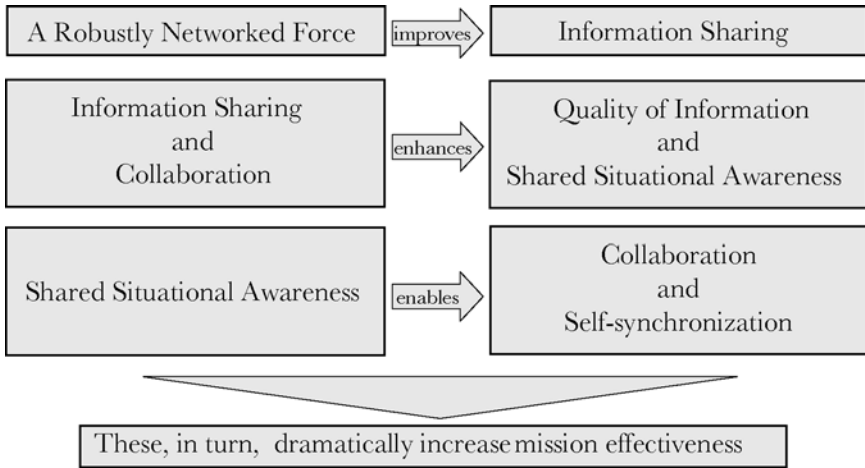 A Robustly Networked Force
improves
Information Sharing
Information Sharing
and
Collaboration
enhances
Quality of Information
and
Shared Situational Awareness
Shared Situational Awareness
enables
Collaboration
and
Self-synchronization
These, in turn, dramatically increase mission effectiveness